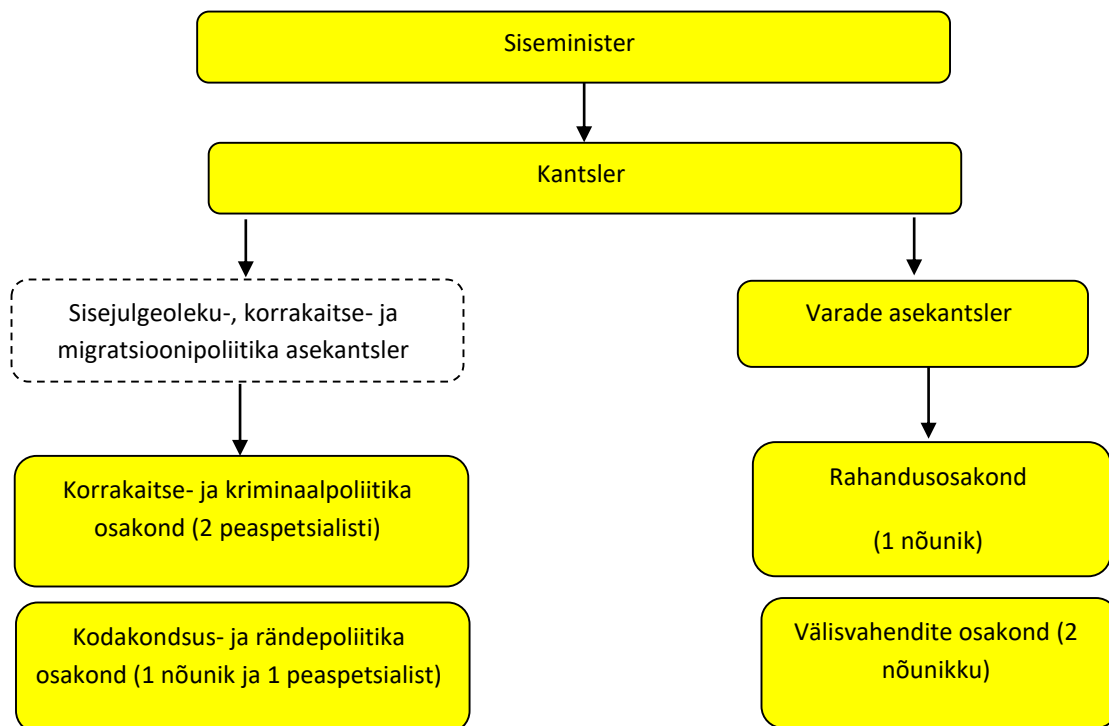 Siseminister
Kantsler
Sisejulgeoleku-, korrakaitse- ja
migratsioonipoliitika asekantsler
Varade asekantsler
Korrakaitse- ja kriminaalpoliitika
osakond (2 peaspetsialisti)
Rahandusosakond
(1 nõunik)
Kodakondsus- ja rändepoliitika
osakond (1 nõunik ja 1 peaspetsialist)
Välisvahendite osakond (2
nõunikku)